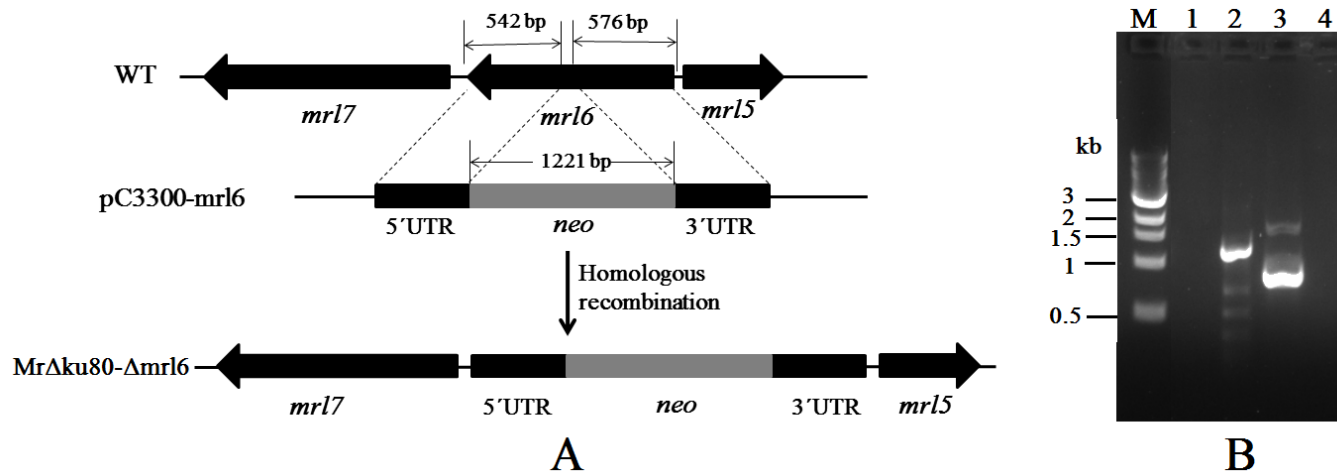 542 bp 576 bp
WT
mrl7 mrl6 mrl5
1221 bp
pC3300-mrl6
5´UTR neo 3´UTR
Homologous
recombination
MrΔku80-Δmrl6
mrl7 5´UTR neo 3´UTR mrl5
A
M 1 2 3 4
kb
3
2
1.5
1
0.5
B